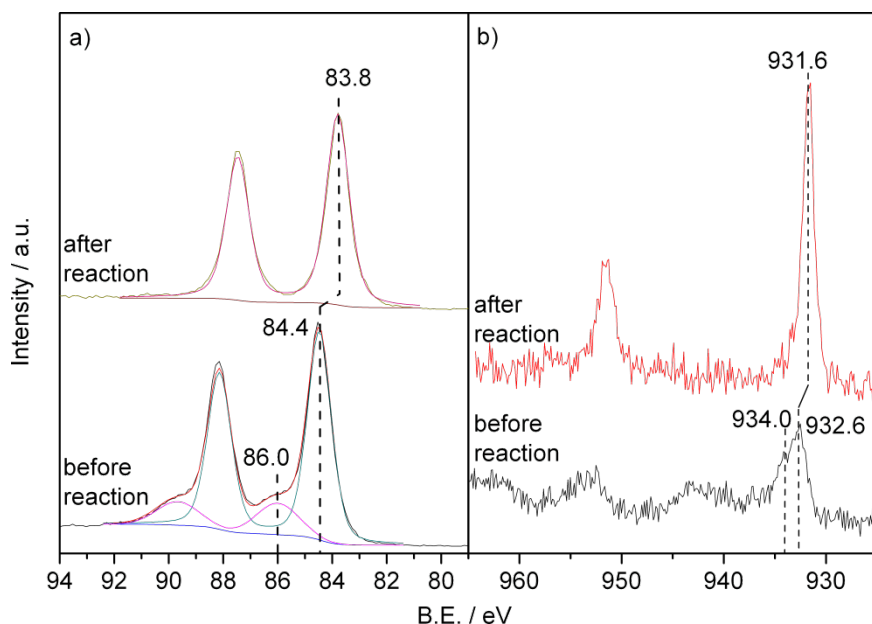 a)
83.8
after
reaction
84.4
86.0
before
reaction
94 92 90 88 86 84 82 80
b)
931.6
after
reaction
934.0
932.6
before
reaction
960 950 940 930
Intensity / a.u.
B.E. / eV